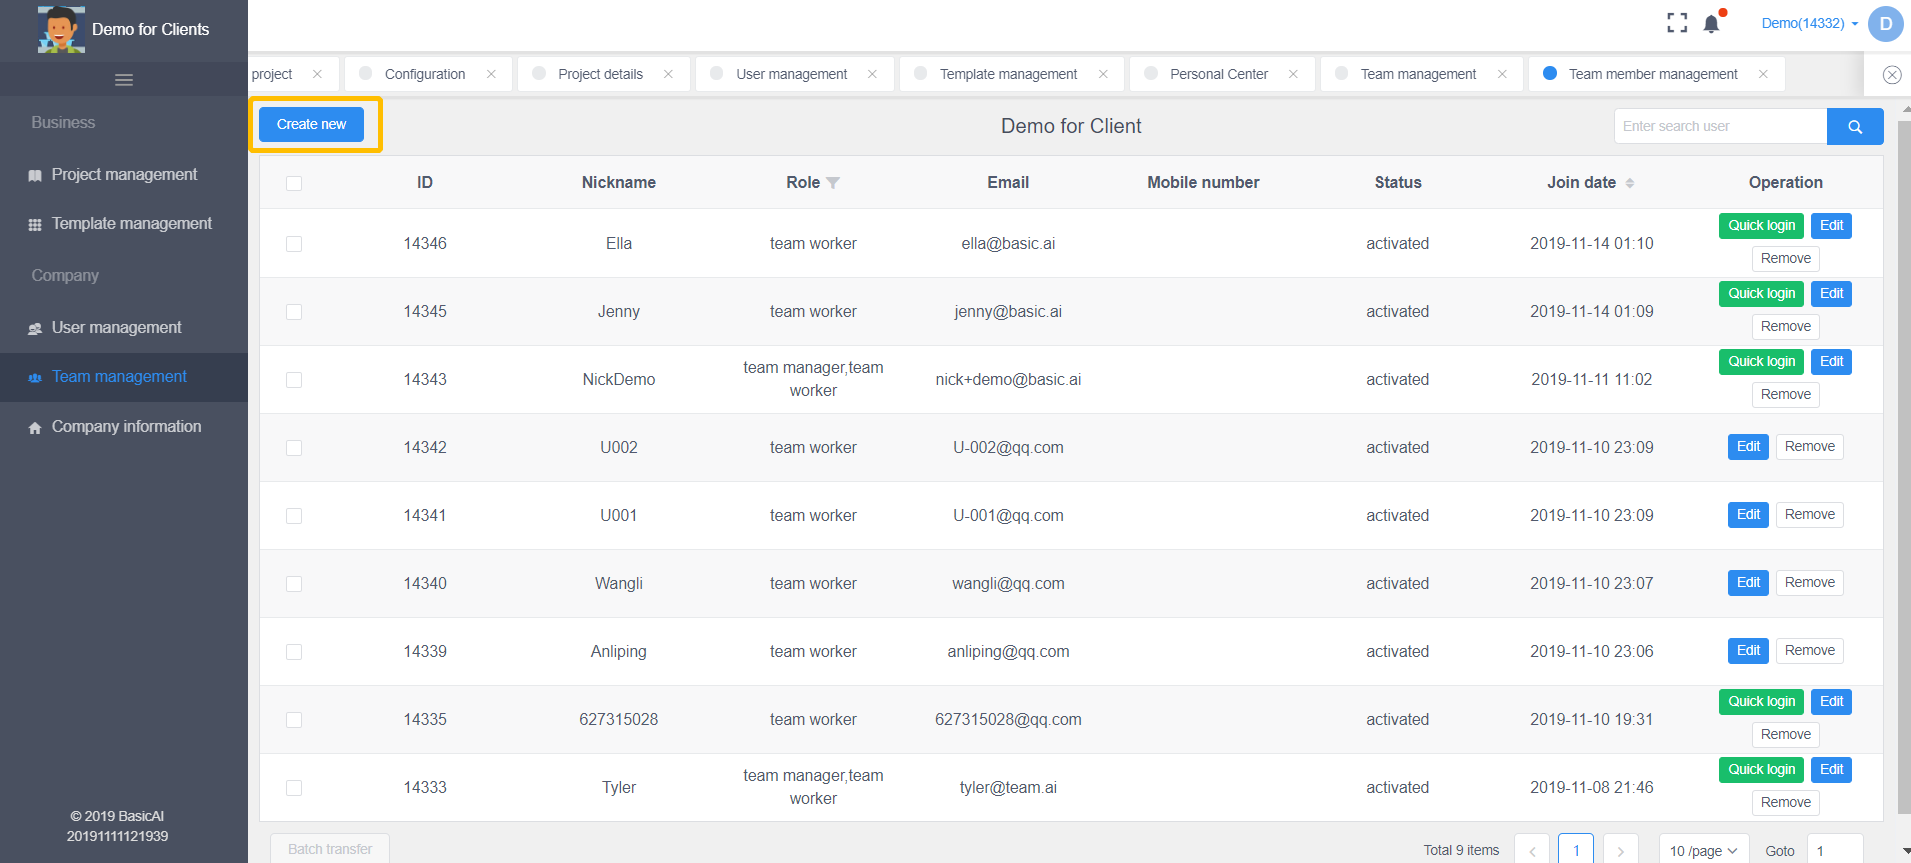 Demo for Clients
Demo(14332)
D
project
Configuration
Project details
User management
Template management
Personal Center
Team management
Team member management
Business
Project management
Template management
Company
User management
Team management
Company information
© 2019 BasicAI
20191111121939
Create new
Demo for Client
Enter search user
ID Nickname Role Email Mobile number Status Join date Operation
14346 Ella team worker ella@basic.ai activated 2019-11-14 01:10 Quick login Edit
Remove
14345 Jenny team worker jenny@basic.ai activated 2019-11-14 01:09 Quick login Edit
Remove
14343 NickDemo team manager,team
worker nick+demo@basic.ai activated 2019-11-11 11:02 Quick login Edit
Remove
14342 U002 team worker U-002@qq.com activated 2019-11-10 23:09 Edit Remove
14341 U001 team worker U-001@qq.com activated 2019-11-10 23:09 Edit Remove
14340 Wangli team worker wangli@qq.com activated 2019-11-10 23:07 Edit Remove
14339 Anliping team worker anliping@qq.com activated 2019-11-10 23:06 Edit Remove
14335 627315028 team worker 627315028@qq.com activated 2019-11-10 19:31 Quick login Edit
Remove
14333 Tyler team manager,team
worker tyler@team.ai activated 2019-11-08 21:46 Quick login Edit
Remove
Batch transfer
Total 9 items
1
10 /page
Goto
1